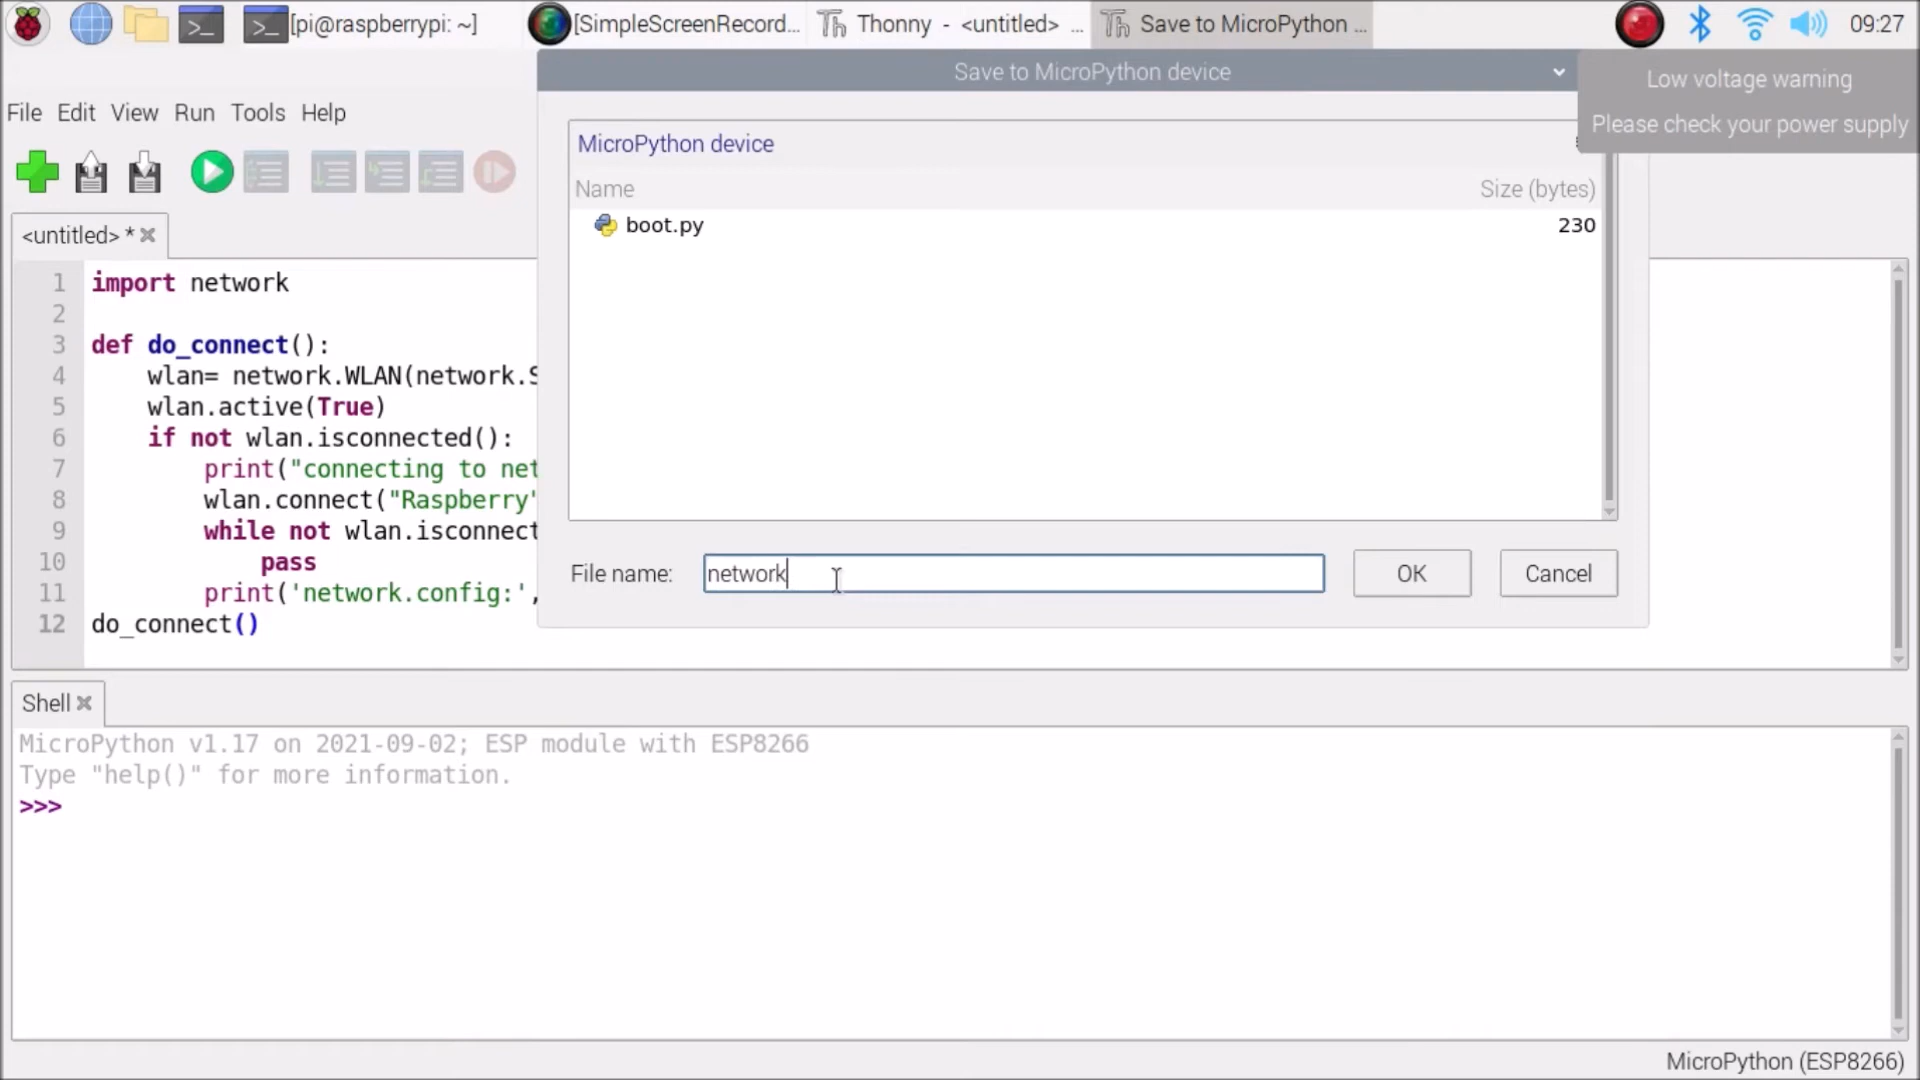 [pi@raspberrypi: ~]
[SimpleScreenRecord...
Thonny - <untitled> ...
Save to MicroPython ...
09:27
Save to MicroPython device
Low voltage warning
Please check your power supply
File Edit View Run Tools Help
MicroPython device
Name
Size (bytes)
boot.py
230
<untitled> *
1 import network
2
3 def do_connect():
4 wlan= network.WLAN(network.S
5 wlan.active(True)
6 if not wlan.isconnected():
7 print("connecting to net
8 wlan.connect("Raspberry"
9 while not wlan.isconnect
10 pass
11 print('network.config:',
12 do_connect()
File name:
network
OK
Cancel
Shell
MicroPython v1.17 on 2021-09-02; ESP module with ESP8266
Type "help()" for more information.
>>>
MicroPython (ESP8266)